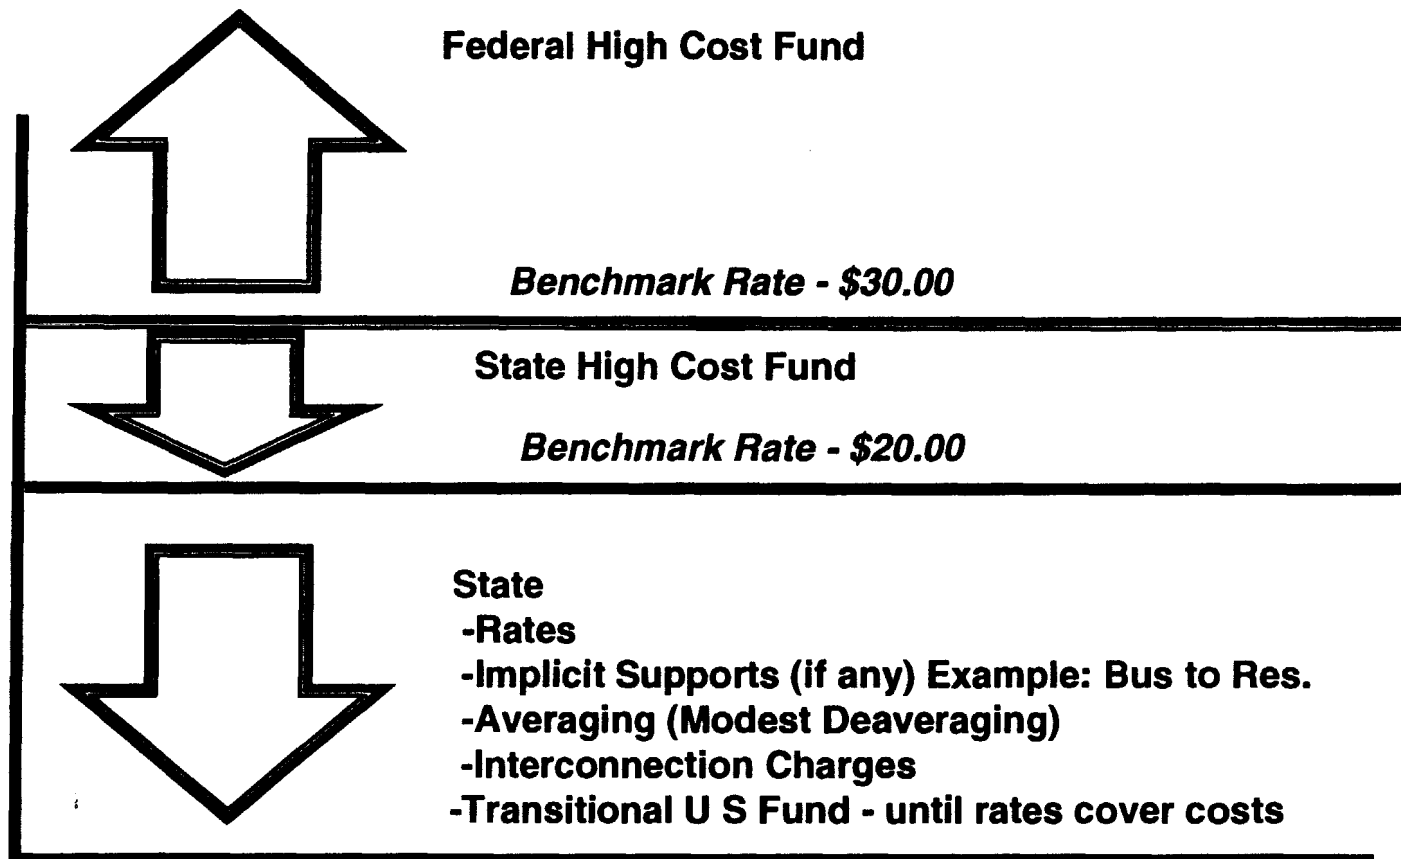 Federal High Cost Fund
Benchmark Rate - $30.00
State High Cost Fund
Benchmark Rate - $20.00
State
-Rates
-Implicit Supports (if any) Example: Bus to Res.
-Averaging (Modest Deaveraging)
-Interconnection Charges
-Transitional U S Fund - until rates cover costs